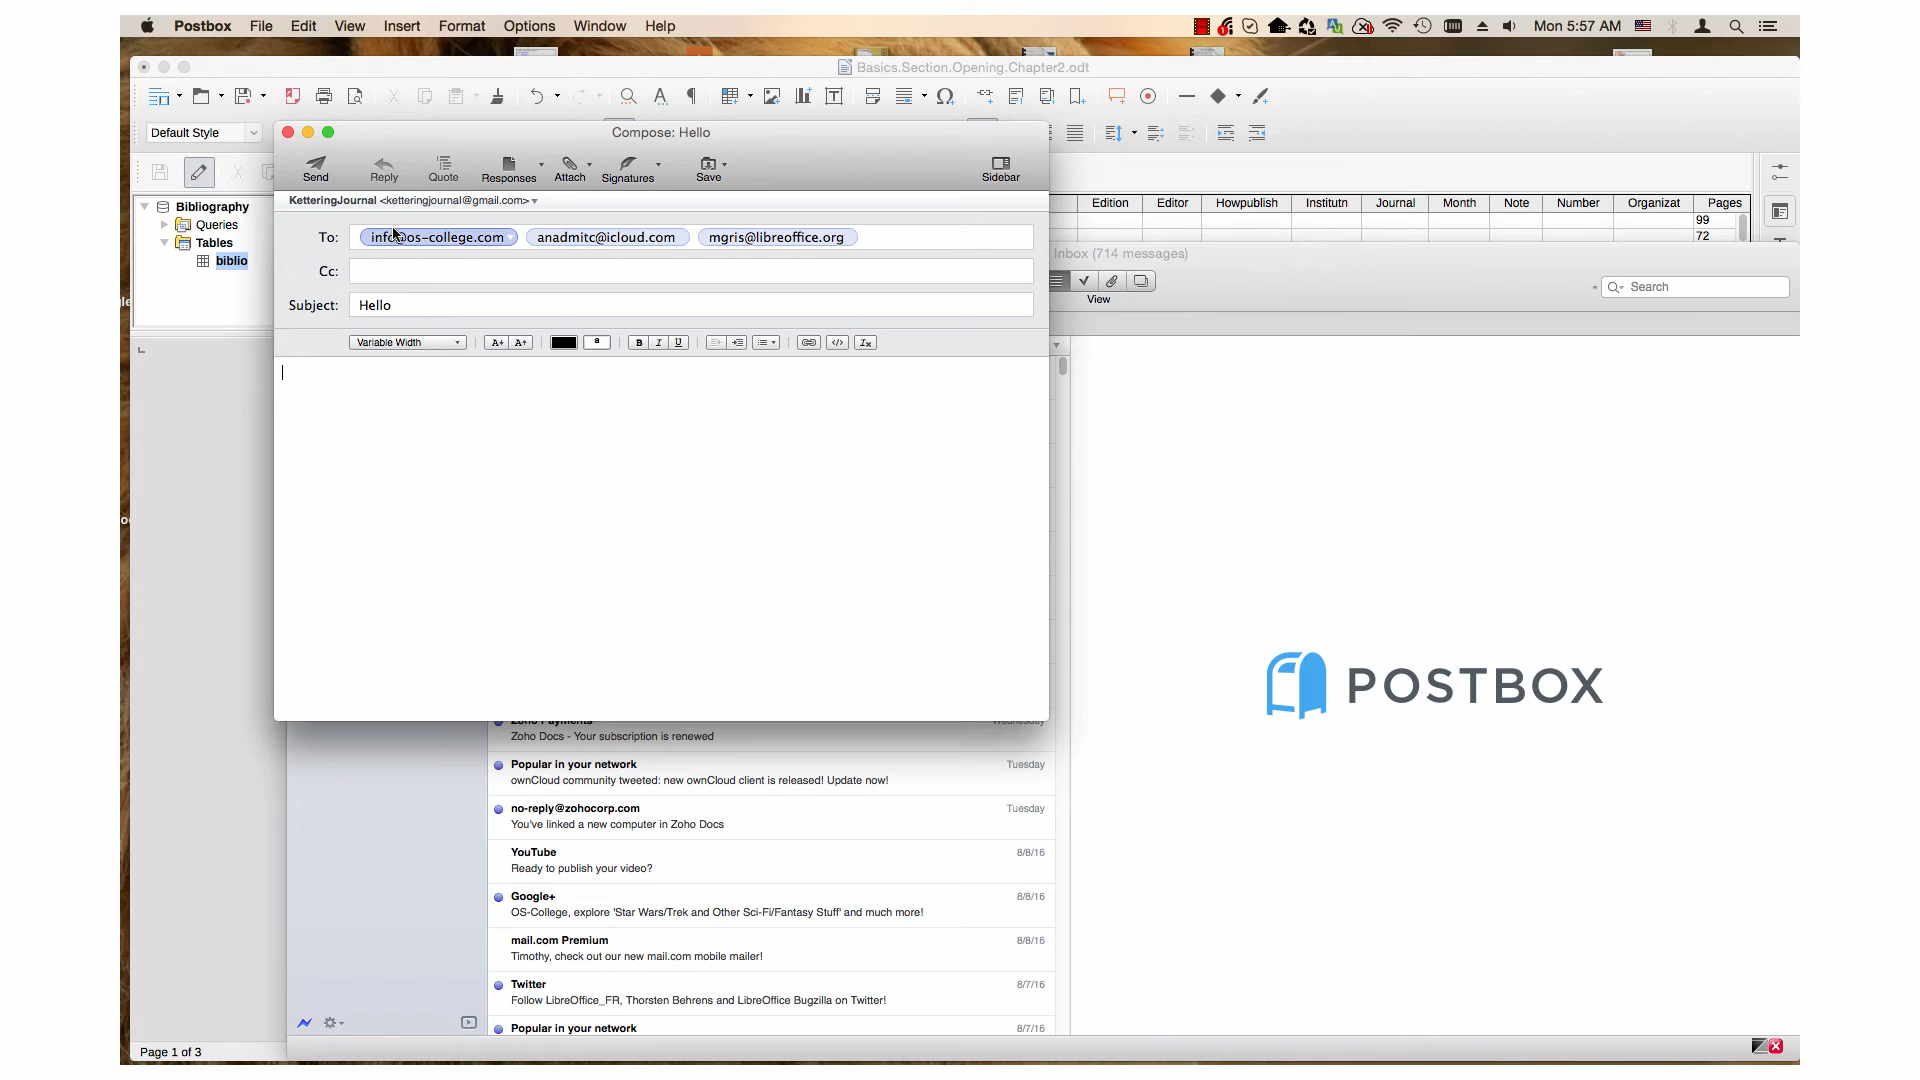 Postbox File Edit View Insert Format Options Window Help Mon 5:57 AM
Basics.Section.Opening.Chapter2.odt
Default Style
Compose: Hello
Send Reply Quote Responses Attach Signatures Save Sidebar
KetteringJournal <ketteringjournal@gmail.com>
To: info@os-college.com anadmitc@icloud.com mgris@libreoffice.org
Cc:
Subject: Hello
Variable Width
Bibliography
Queries
Tables
biblio
Edition Editor Howpublish Institutn Journal Month Note Number Organizat Pages
99
72
Inbox (714 messages)
Search
View
POSTBOX
Zoho Payments Wednesday
Zoho Docs - Your subscription is renewed
Popular in your network Tuesday
ownCloud community tweeted: new ownCloud client is released! Update now!
no-reply@zohocorp.com Tuesday
You've linked a new computer in Zoho Docs
YouTube 8/8/16
Ready to publish your video?
Google+ 8/8/16
OS-College, explore 'Star Wars/Trek and Other Sci-Fi/Fantasy Stuff' and much more!
mail.com Premium 8/8/16
Timothy, check out our new mail.com mobile mailer!
Twitter 8/7/16
Follow LibreOffice_FR, Thorsten Behrens and LibreOffice Bugzilla on Twitter!
Popular in your network 8/7/16
Page 1 of 3